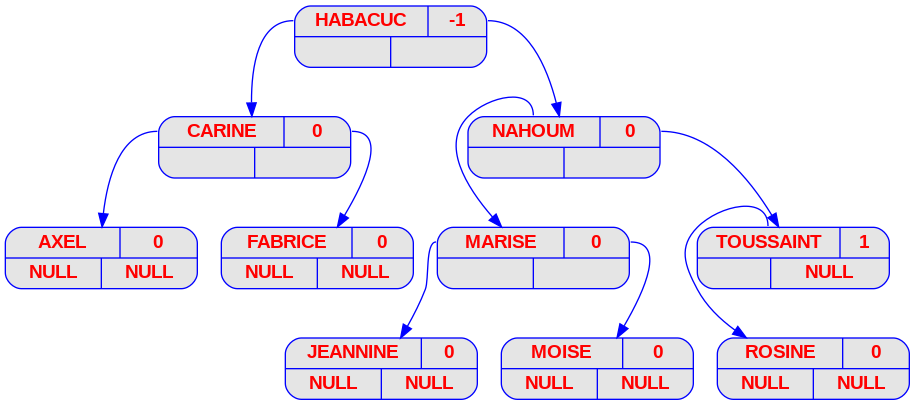 HABACUC -1
CARINE 0
NAHOUM 0
AXEL 0
FABRICE 0
MARISE 0
TOUSSAINT 1
NULL NULL
NULL NULL
NULL
JEANNINE 0
MOISE 0
ROSINE 0
NULL NULL
NULL NULL
NULL NULL